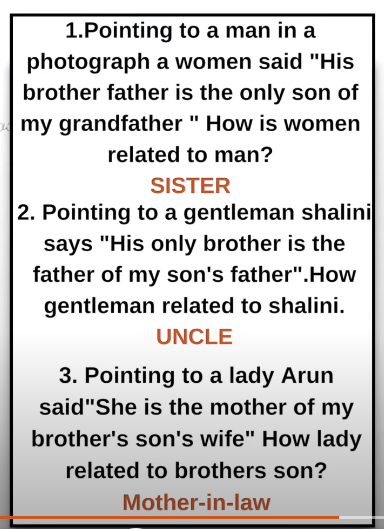 1.Pointing to a man in a
photograph a women said "His
brother father is the only son of
my grandfather " How is women
related to man?
SISTER
2. Pointing to a gentleman shalini
says "His only brother is the
father of my son's father".How
gentleman related to shalini.
UNCLE
3. Pointing to a lady Arun
said"She is the mother of my
brother's son's wife" How lady
related to brothers son?
Mother-in-law